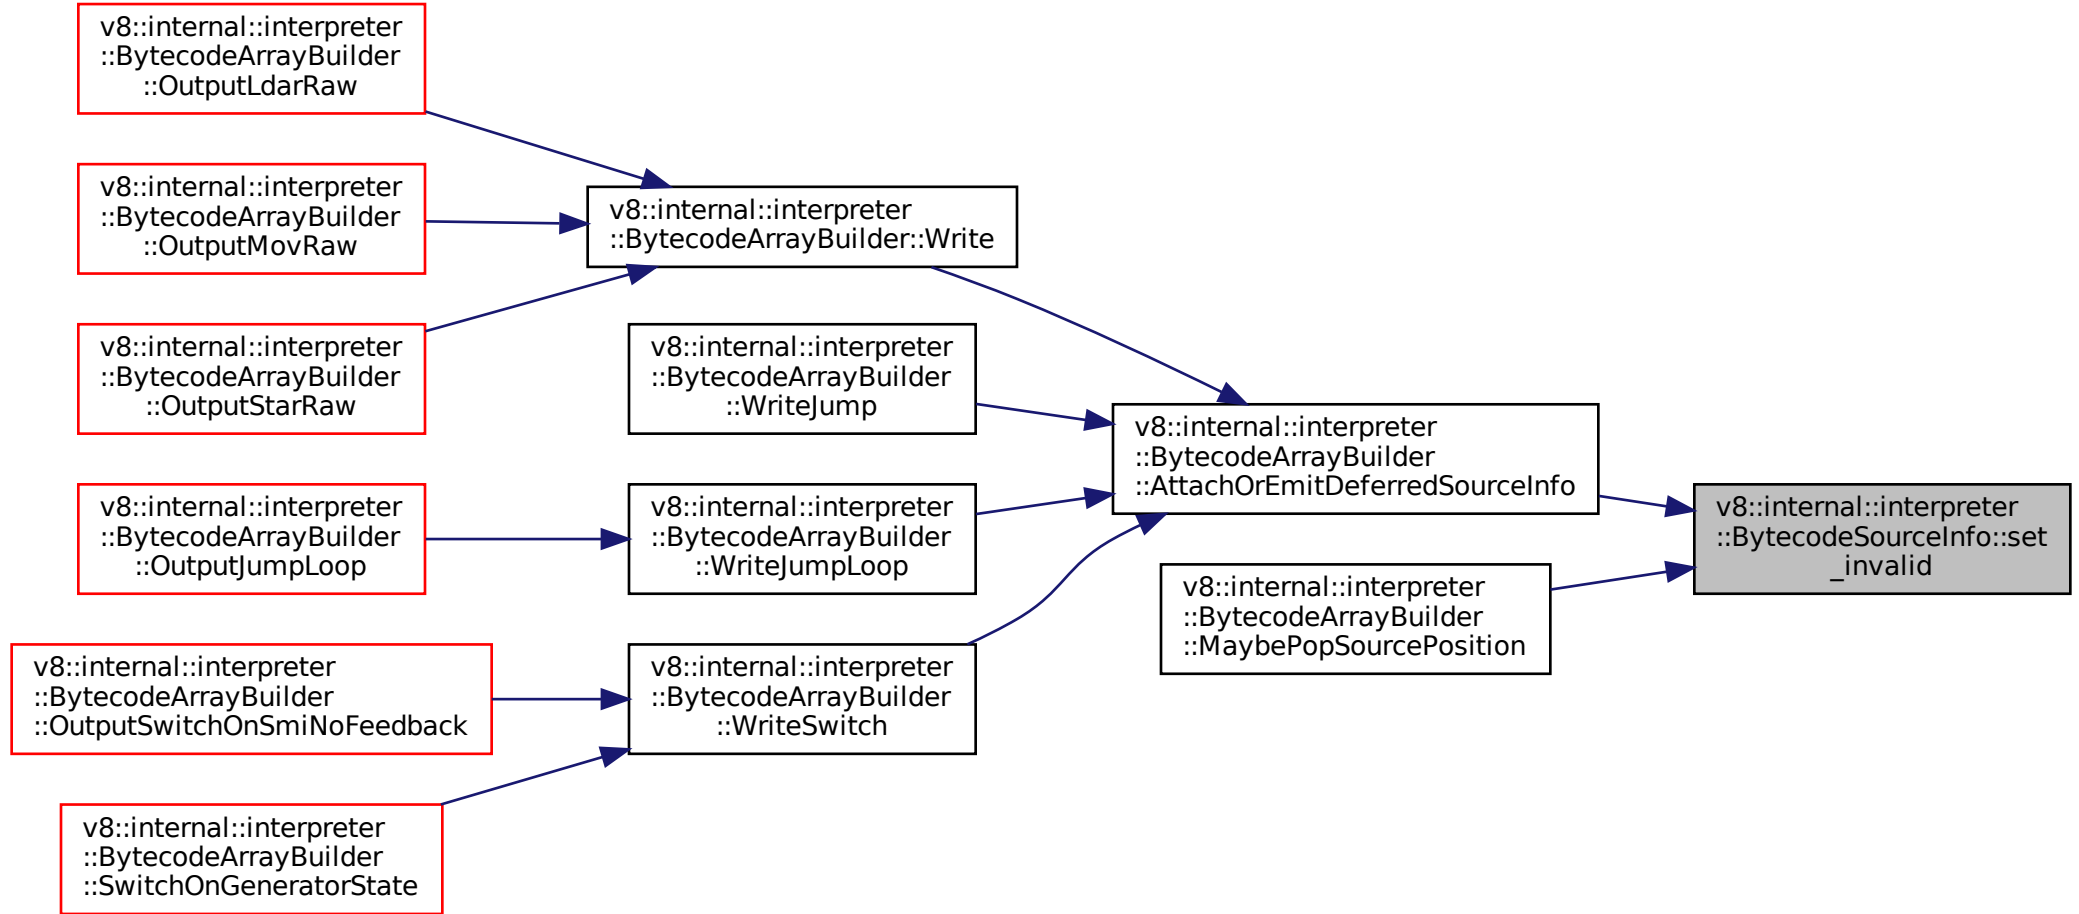 v8::internal::interpreter
::BytecodeArrayBuilder
::OutputLdarRaw
v8::internal::interpreter
::BytecodeArrayBuilder
::OutputMovRaw
v8::internal::interpreter
::BytecodeArrayBuilder
::OutputStarRaw
v8::internal::interpreter
::BytecodeArrayBuilder
::OutputJumpLoop
v8::internal::interpreter
::BytecodeArrayBuilder
::OutputSwitchOnSmiNoFeedback
v8::internal::interpreter
::BytecodeArrayBuilder
::SwitchOnGeneratorState
v8::internal::interpreter
::BytecodeArrayBuilder::Write
v8::internal::interpreter
::BytecodeArrayBuilder
::WriteJump
v8::internal::interpreter
::BytecodeArrayBuilder
::WriteJumpLoop
v8::internal::interpreter
::BytecodeArrayBuilder
::WriteSwitch
v8::internal::interpreter
::BytecodeArrayBuilder
::AttachOrEmitDeferredSourceInfo
v8::internal::interpreter
::BytecodeArrayBuilder
::MaybePopSourcePosition
v8::internal::interpreter
::BytecodeSourceInfo::set
_invalid